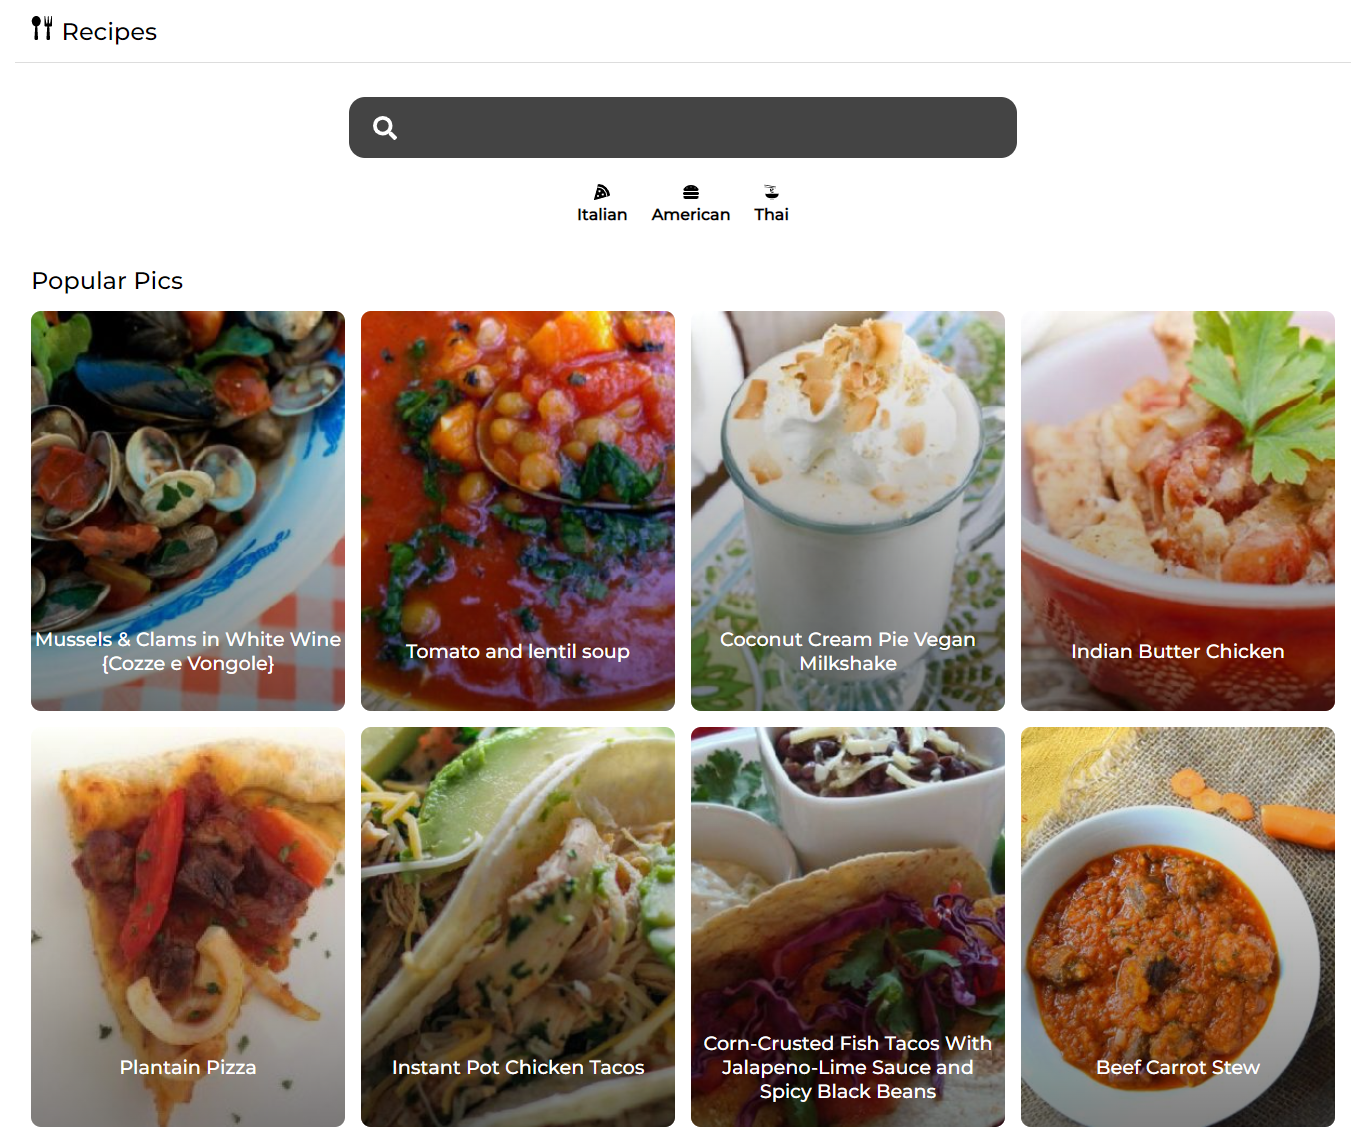 Recipes
Italian
American
Thai
Popular Pics
Mussels & Clams in White Wine
{Cozze e Vongole}
Tomato and lentil soup
Coconut Cream Pie Vegan
Milkshake
Indian Butter Chicken
Plantain Pizza
Instant Pot Chicken Tacos
Corn-Crusted Fish Tacos With
Jalapeno-Lime Sauce and
Spicy Black Beans
Beef Carrot Stew